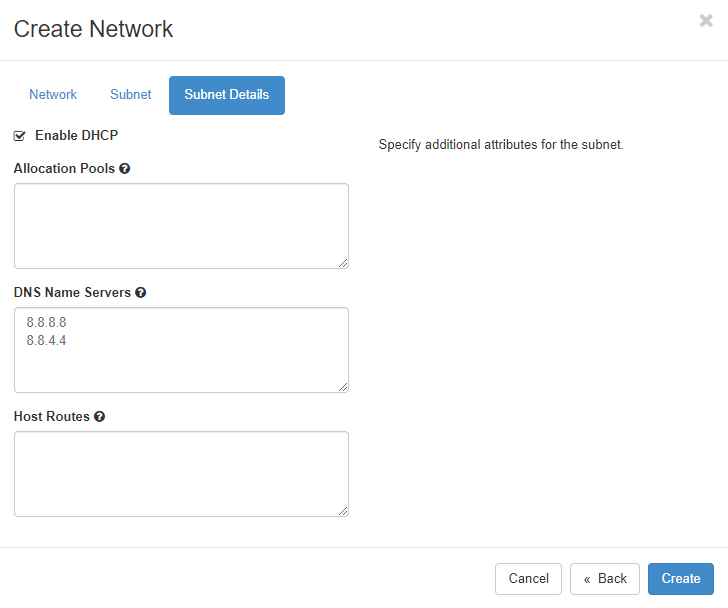 Create Network
Network
Subnet
Subnet Details
Enable DHCP
Specify additional attributes for the subnet.
Allocation Pools
DNS Name Servers
8.8.8.8
8.8.4.4
Host Routes
Cancel
« Back
Create